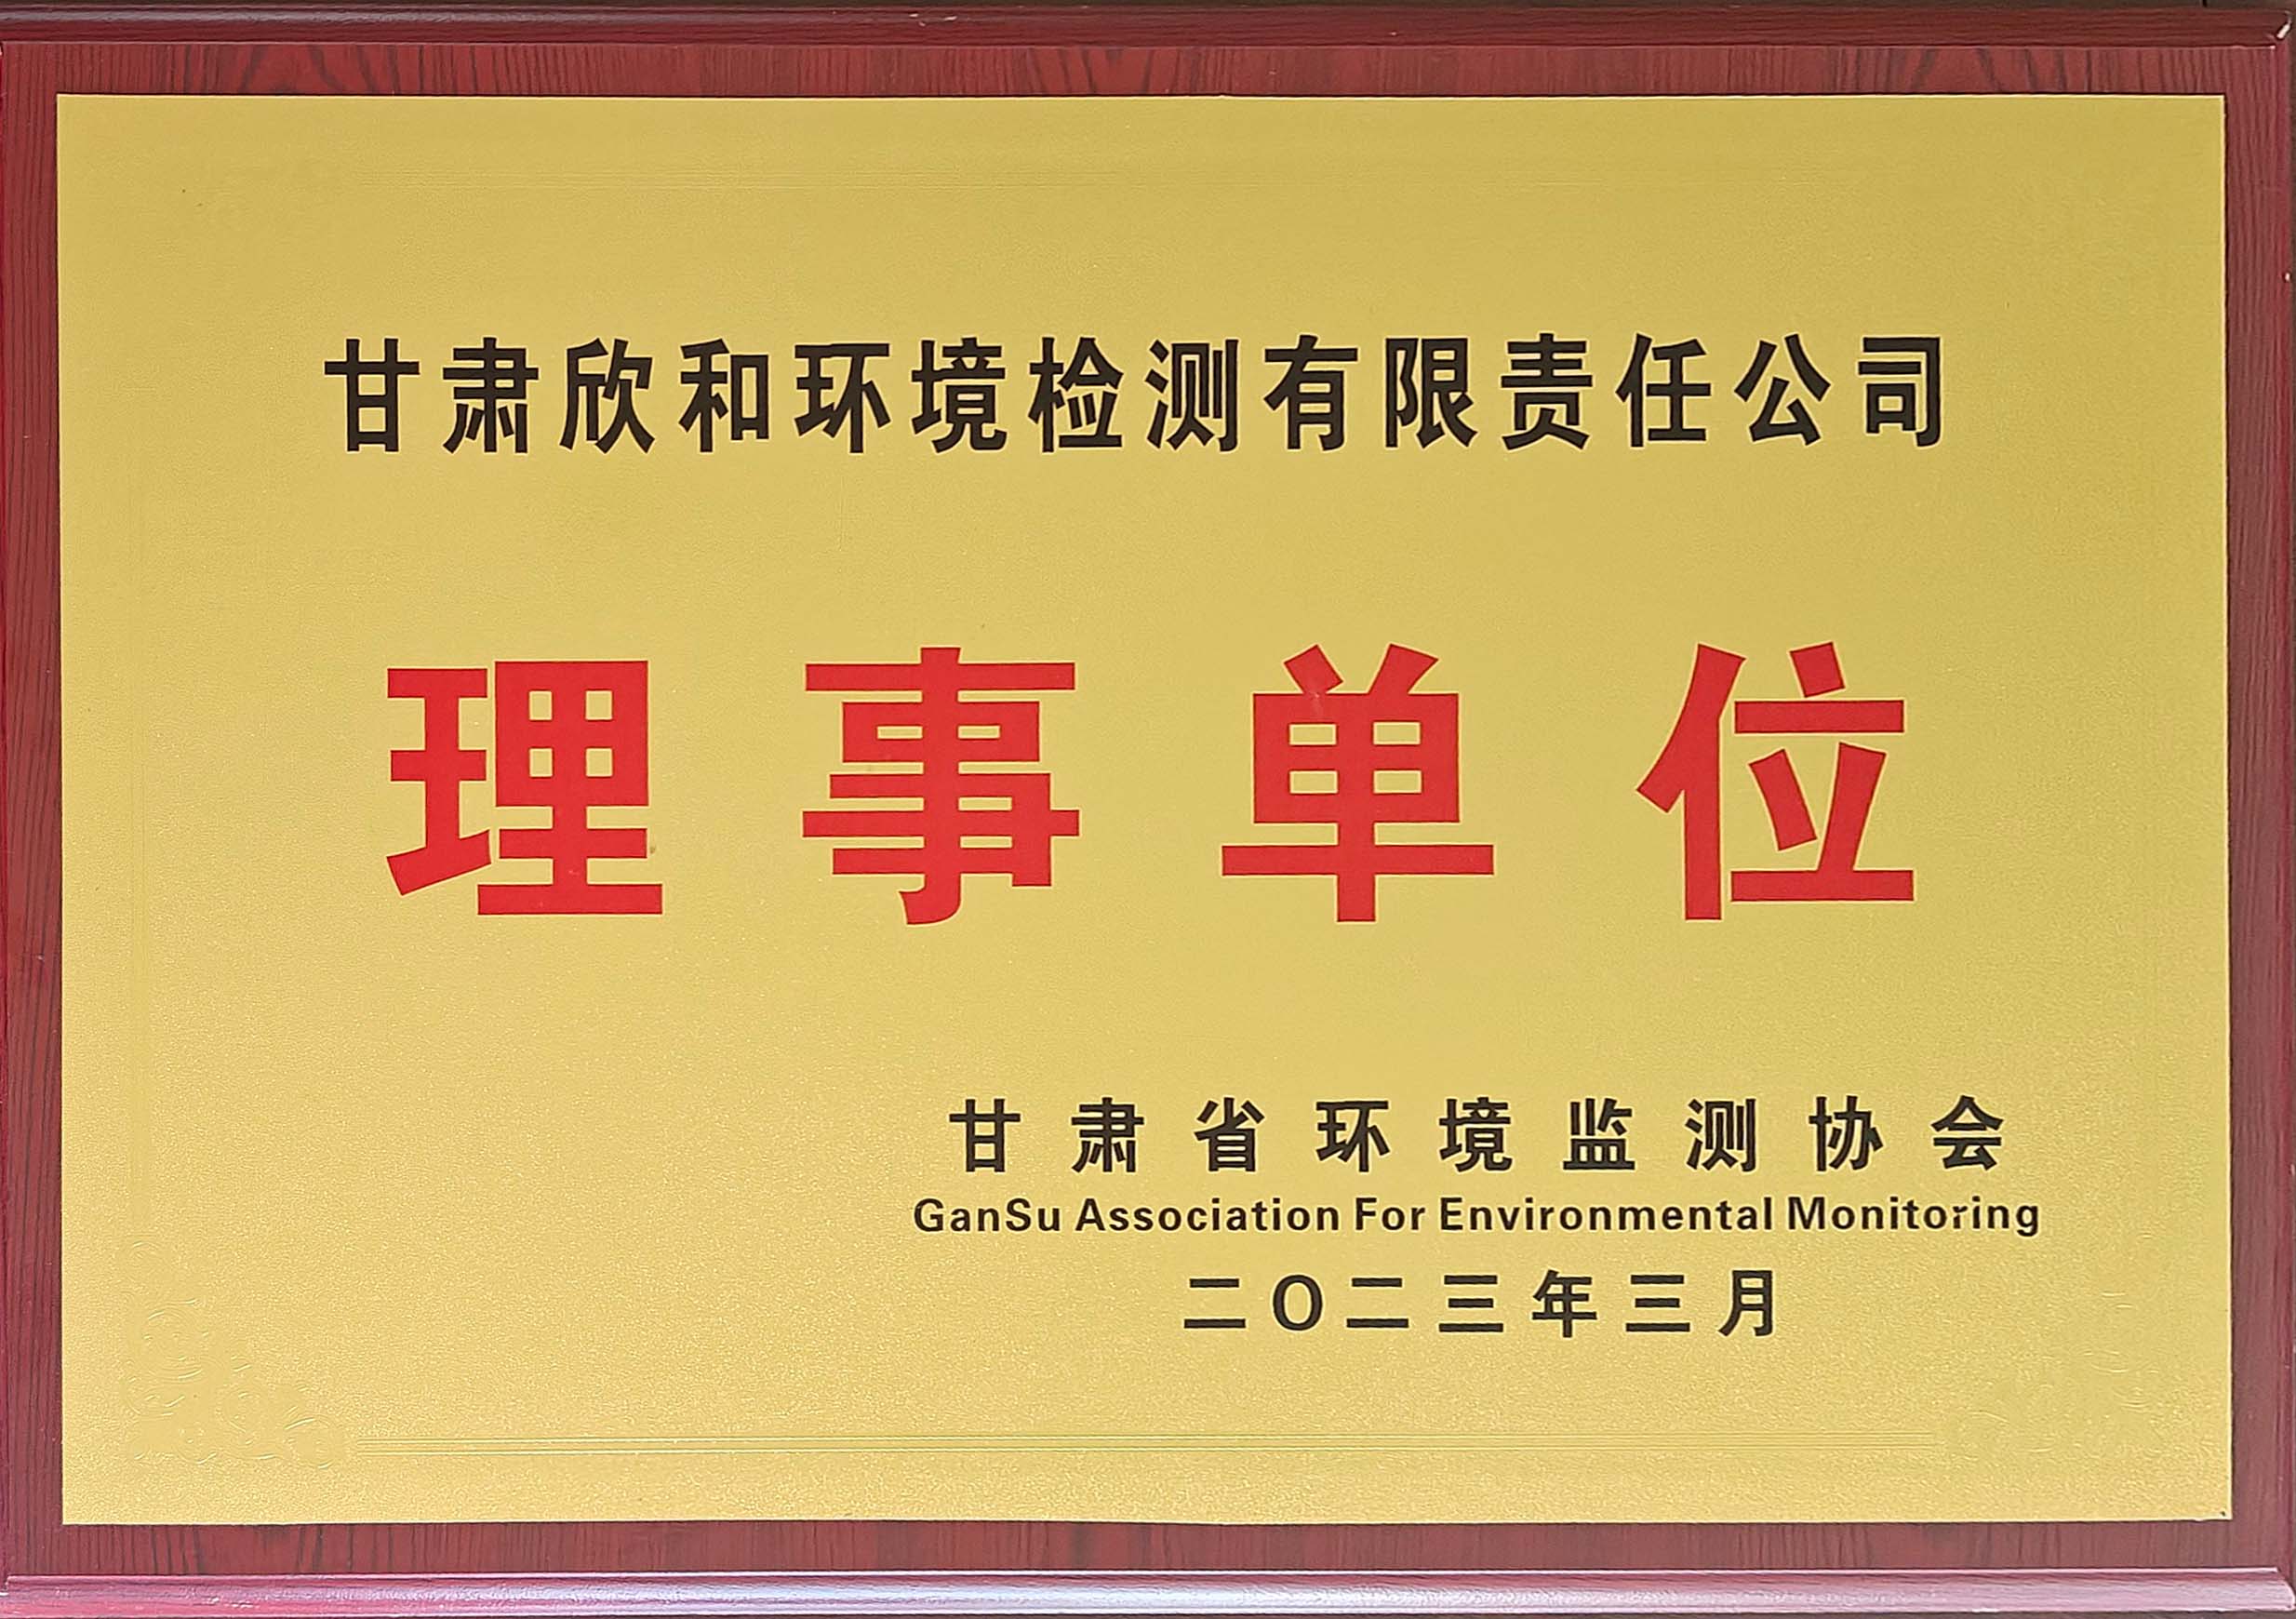 甘肃欣和环境检测有限责任公司
理事单位
甘肃省环境监测协会
GanSu Association For Environmental Monitoring
二〇二三年三月